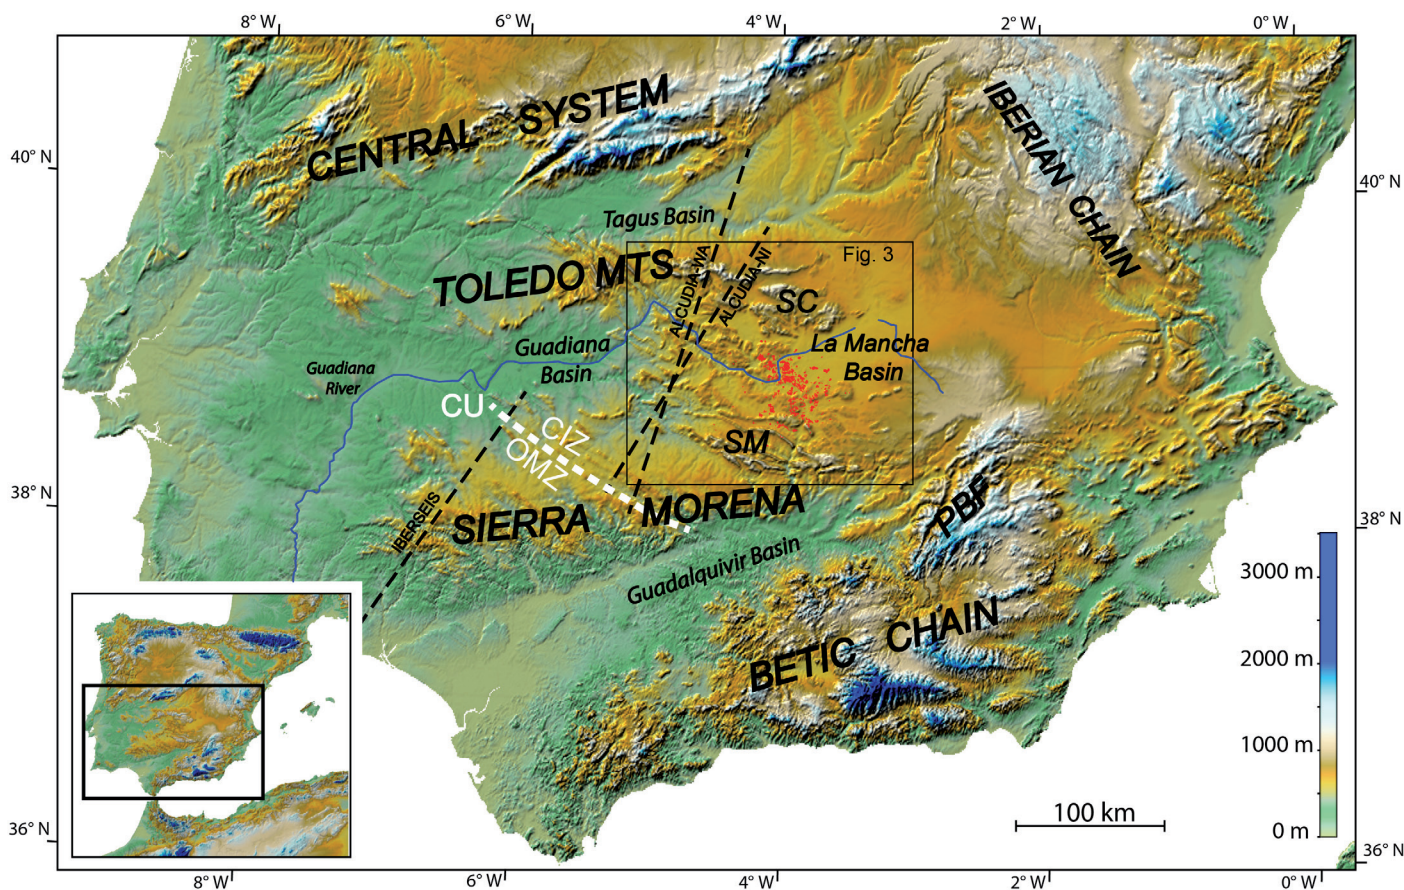 8° W
6° W
4° W
2° W
0° W
CENTRAL SYSTEM
IBERIAN CHAIN
40° N
40° N
Tagus Basin
Fig. 3
TOLEDO MTS
ALCUDIA-WA
ALCUDIA-NI
SC
Guadiana
Basin
La Mancha
Basin
Guadiana
River
CU
CIZ
OMZ
SM
38° N
38° N
IBERSEIS
SIERRA MORENA
PBF
Guadalquivir Basin
BETIC CHAIN
3000 m
2000 m
1000 m
0 m
100 km
36° N
36° N
8° W
6° W
4° W
2° W
0° W